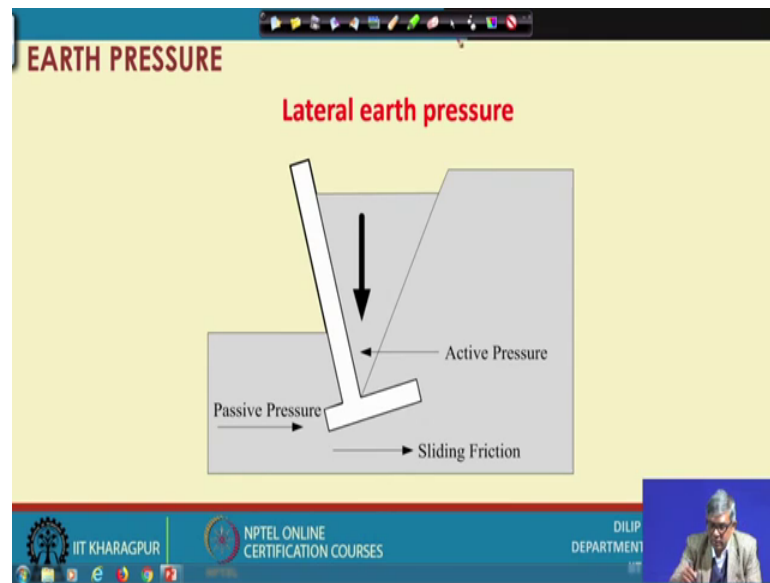 EARTH PRESSURE
Lateral earth pressure
Active Pressure
Passive Pressure
Sliding Friction
IIT KHARAGPUR
NPTEL ONLINE
CERTIFICATION COURSES
DILIP
DEPARTMENT